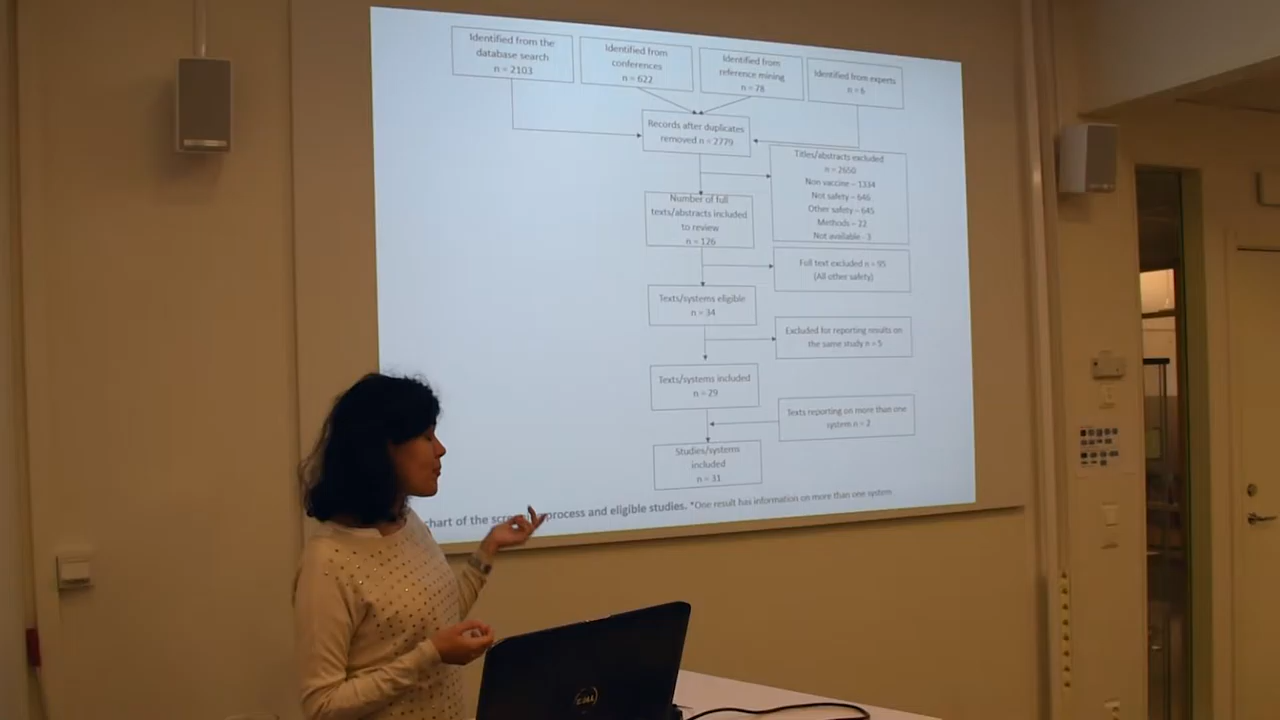 Identified from the
database search
n = 2103
Identified from
conferences
n = 622
Identified from
reference mining
n = 78
Identified from experts
n = 6
Records after duplicates
removed n = 2779
Titles/abstracts excluded
n = 2650
Non vaccine – 1334
Not safety – 646
Other safety – 645
Methods – 22
Not available - 3
Number of full
texts/abstracts included
to review
n = 126
Full text excluded n = 95
(All other safety)
Texts/systems eligible
n = 34
Excluded for reporting results on
the same study n = 5
Texts/systems included
n = 29
Texts reporting on more than one
system n = 2
Studies/systems
included
n = 31
chart of the process and eligible studies. *One result has information on more than one system
DELL